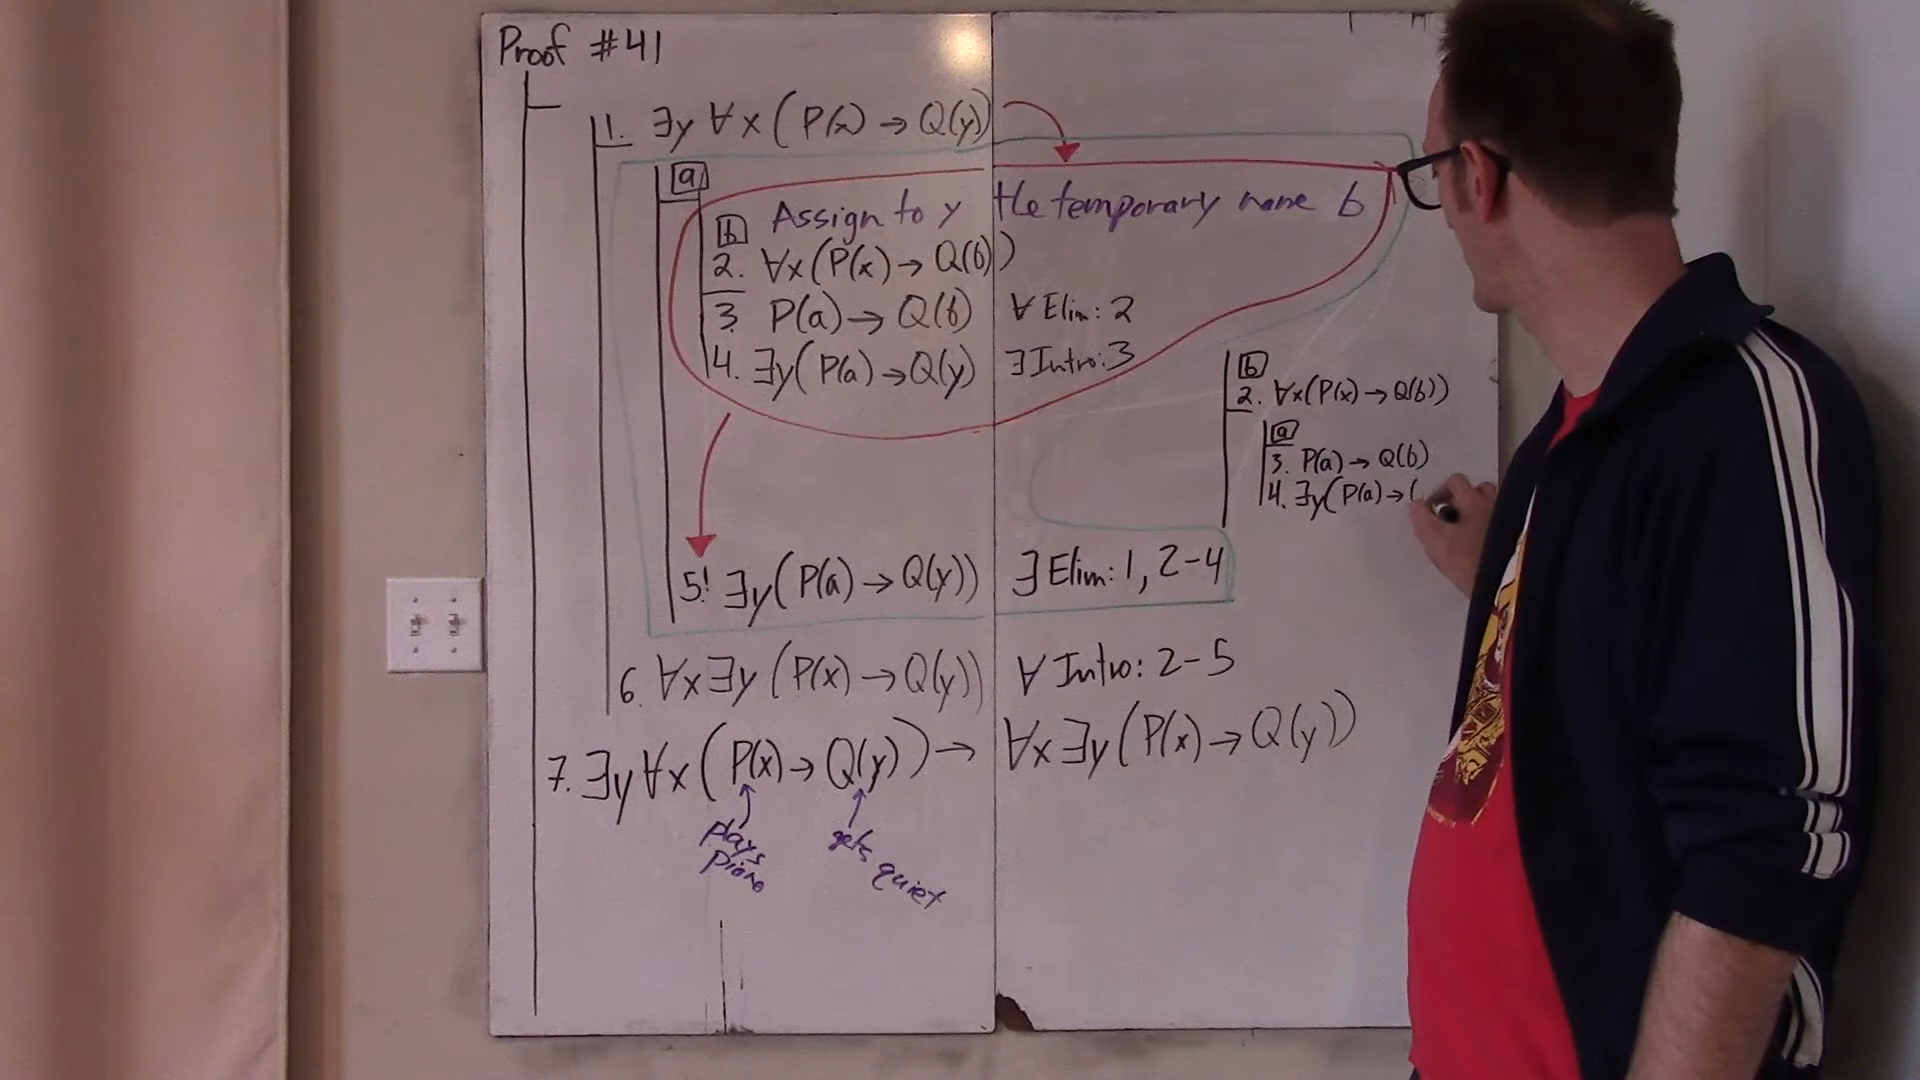 Proof #41
1. ∃y ∀x (P(x) → Q(y))
a
Assign to y the temporary name b
b
2. ∀x(P(x) → Q(b))
3. P(a) → Q(b) ∀ Elim: 2
4. ∃y(P(a) → Q(y) ∃ Intro: 3
5! ∃y(P(a) → Q(y)) ∃ Elim: 1, 2-4
6. ∀x∃y (P(x) → Q(y)) ∀ Intro: 2-5
7. ∃y∀x (P(x) → Q(y)) → ∀x∃y (P(x) → Q(y))
plays
piano
gets quiet
b
2. ∀x(P(x) → Q(b))
a
3. P(a) → Q(b)
4. ∃y(P(a) → (